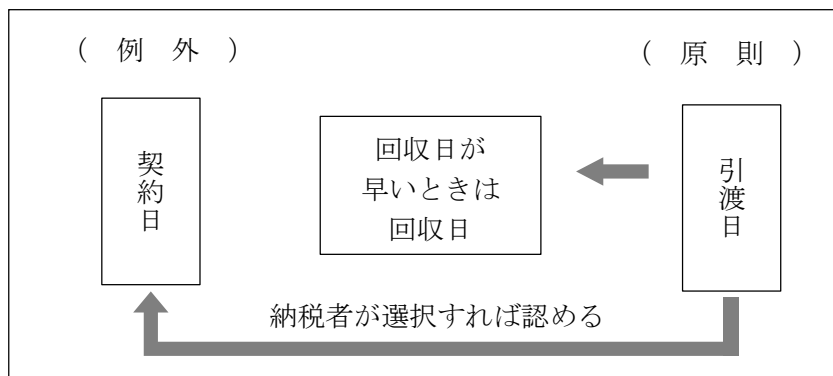 ( 例 外 )
( 原 則 )
契約日
回収日が
早いときは
回収日
引渡日
納税者が選択すれば認める